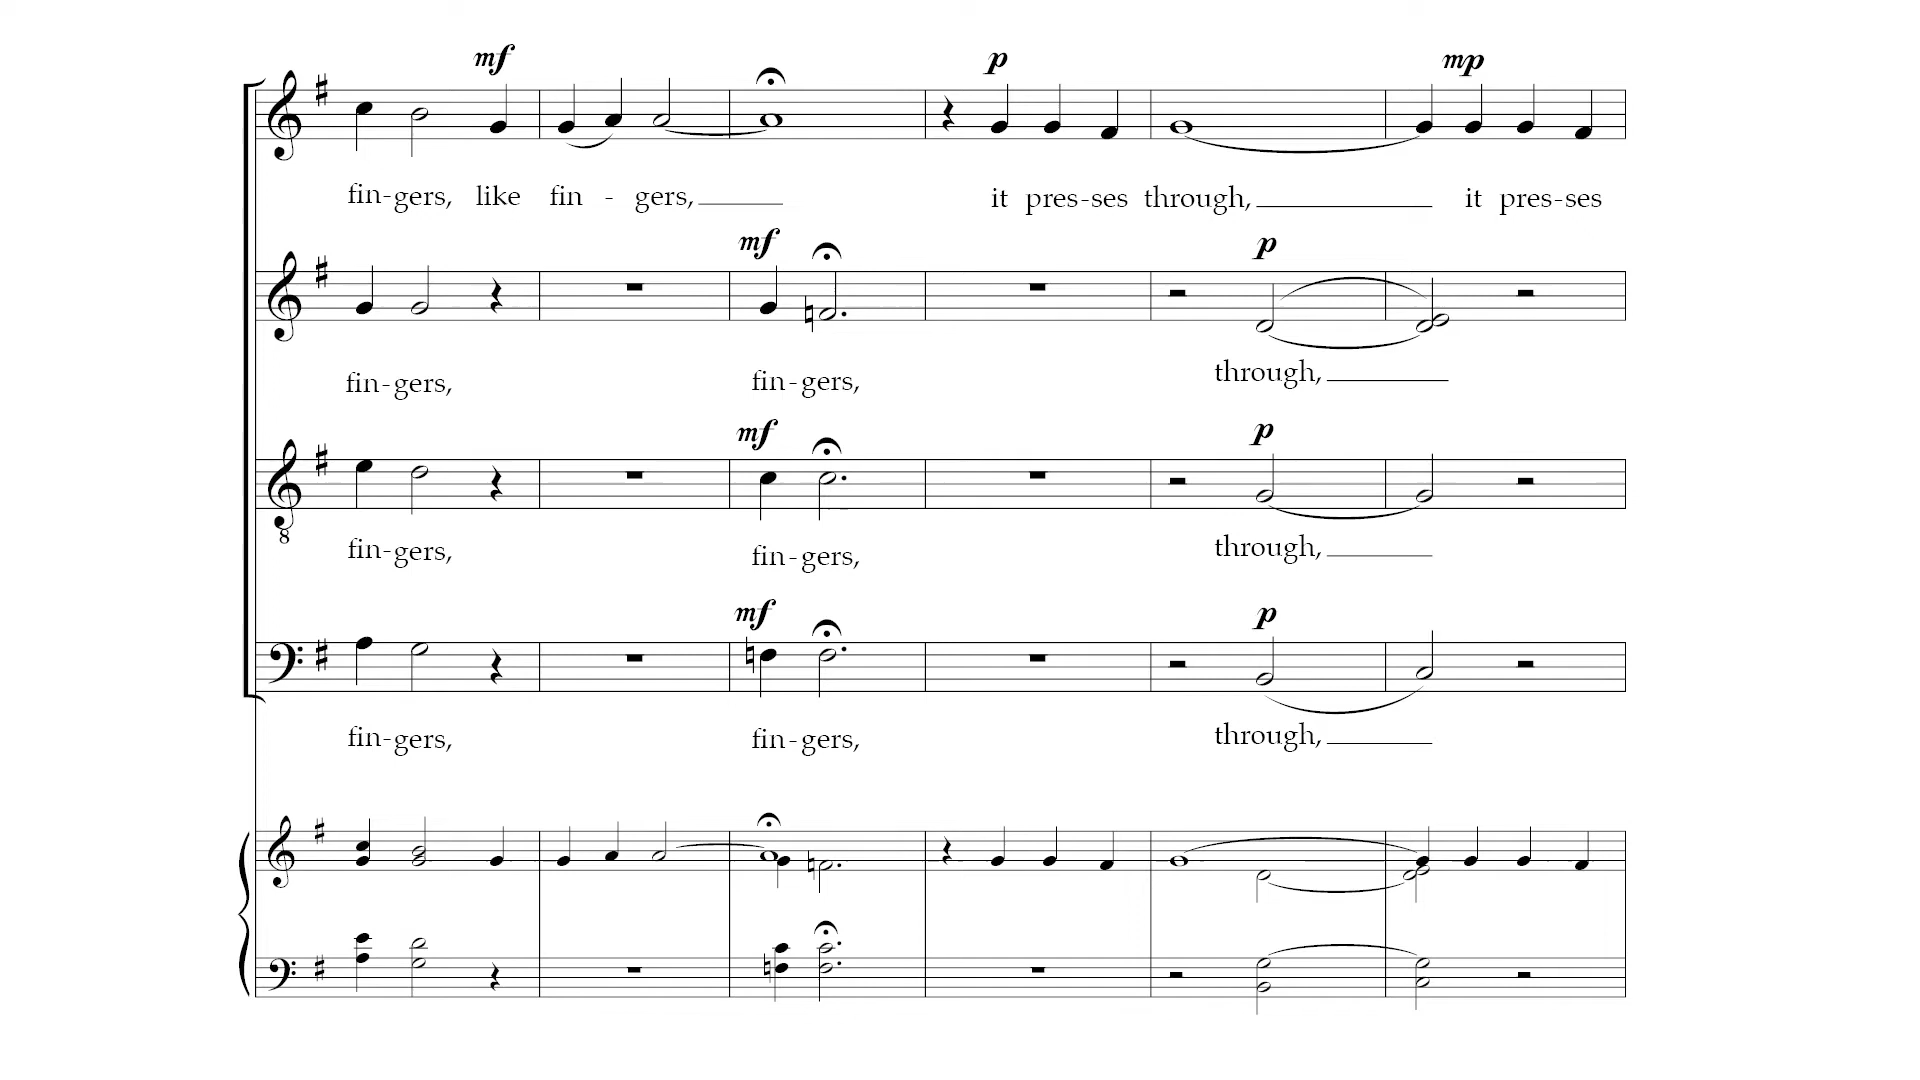 mf
p
mp
fin-gers, like fin - gers, it pres-ses through, it pres-ses
mf
p
fin-gers, fin-gers, through,
mf
p
8
fin-gers, fin-gers, through,
mf
p
fin-gers, fin-gers, through,